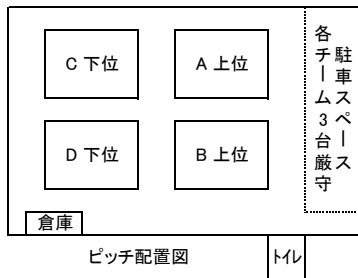 C 下位
A 上位
D 下位
B 上位
駐車スペース
各チーム3台厳守
倉庫
ピッチ配置図
トイレ